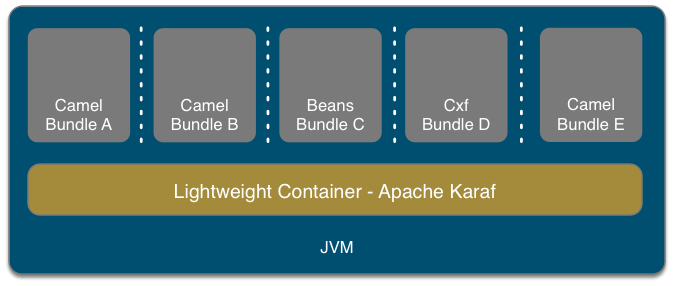 Camel
Bundle A
Camel
Bundle B
Beans
Bundle C
Cxf
Bundle D
Camel
Bundle E
Lightweight Container - Apache Karaf
JVM